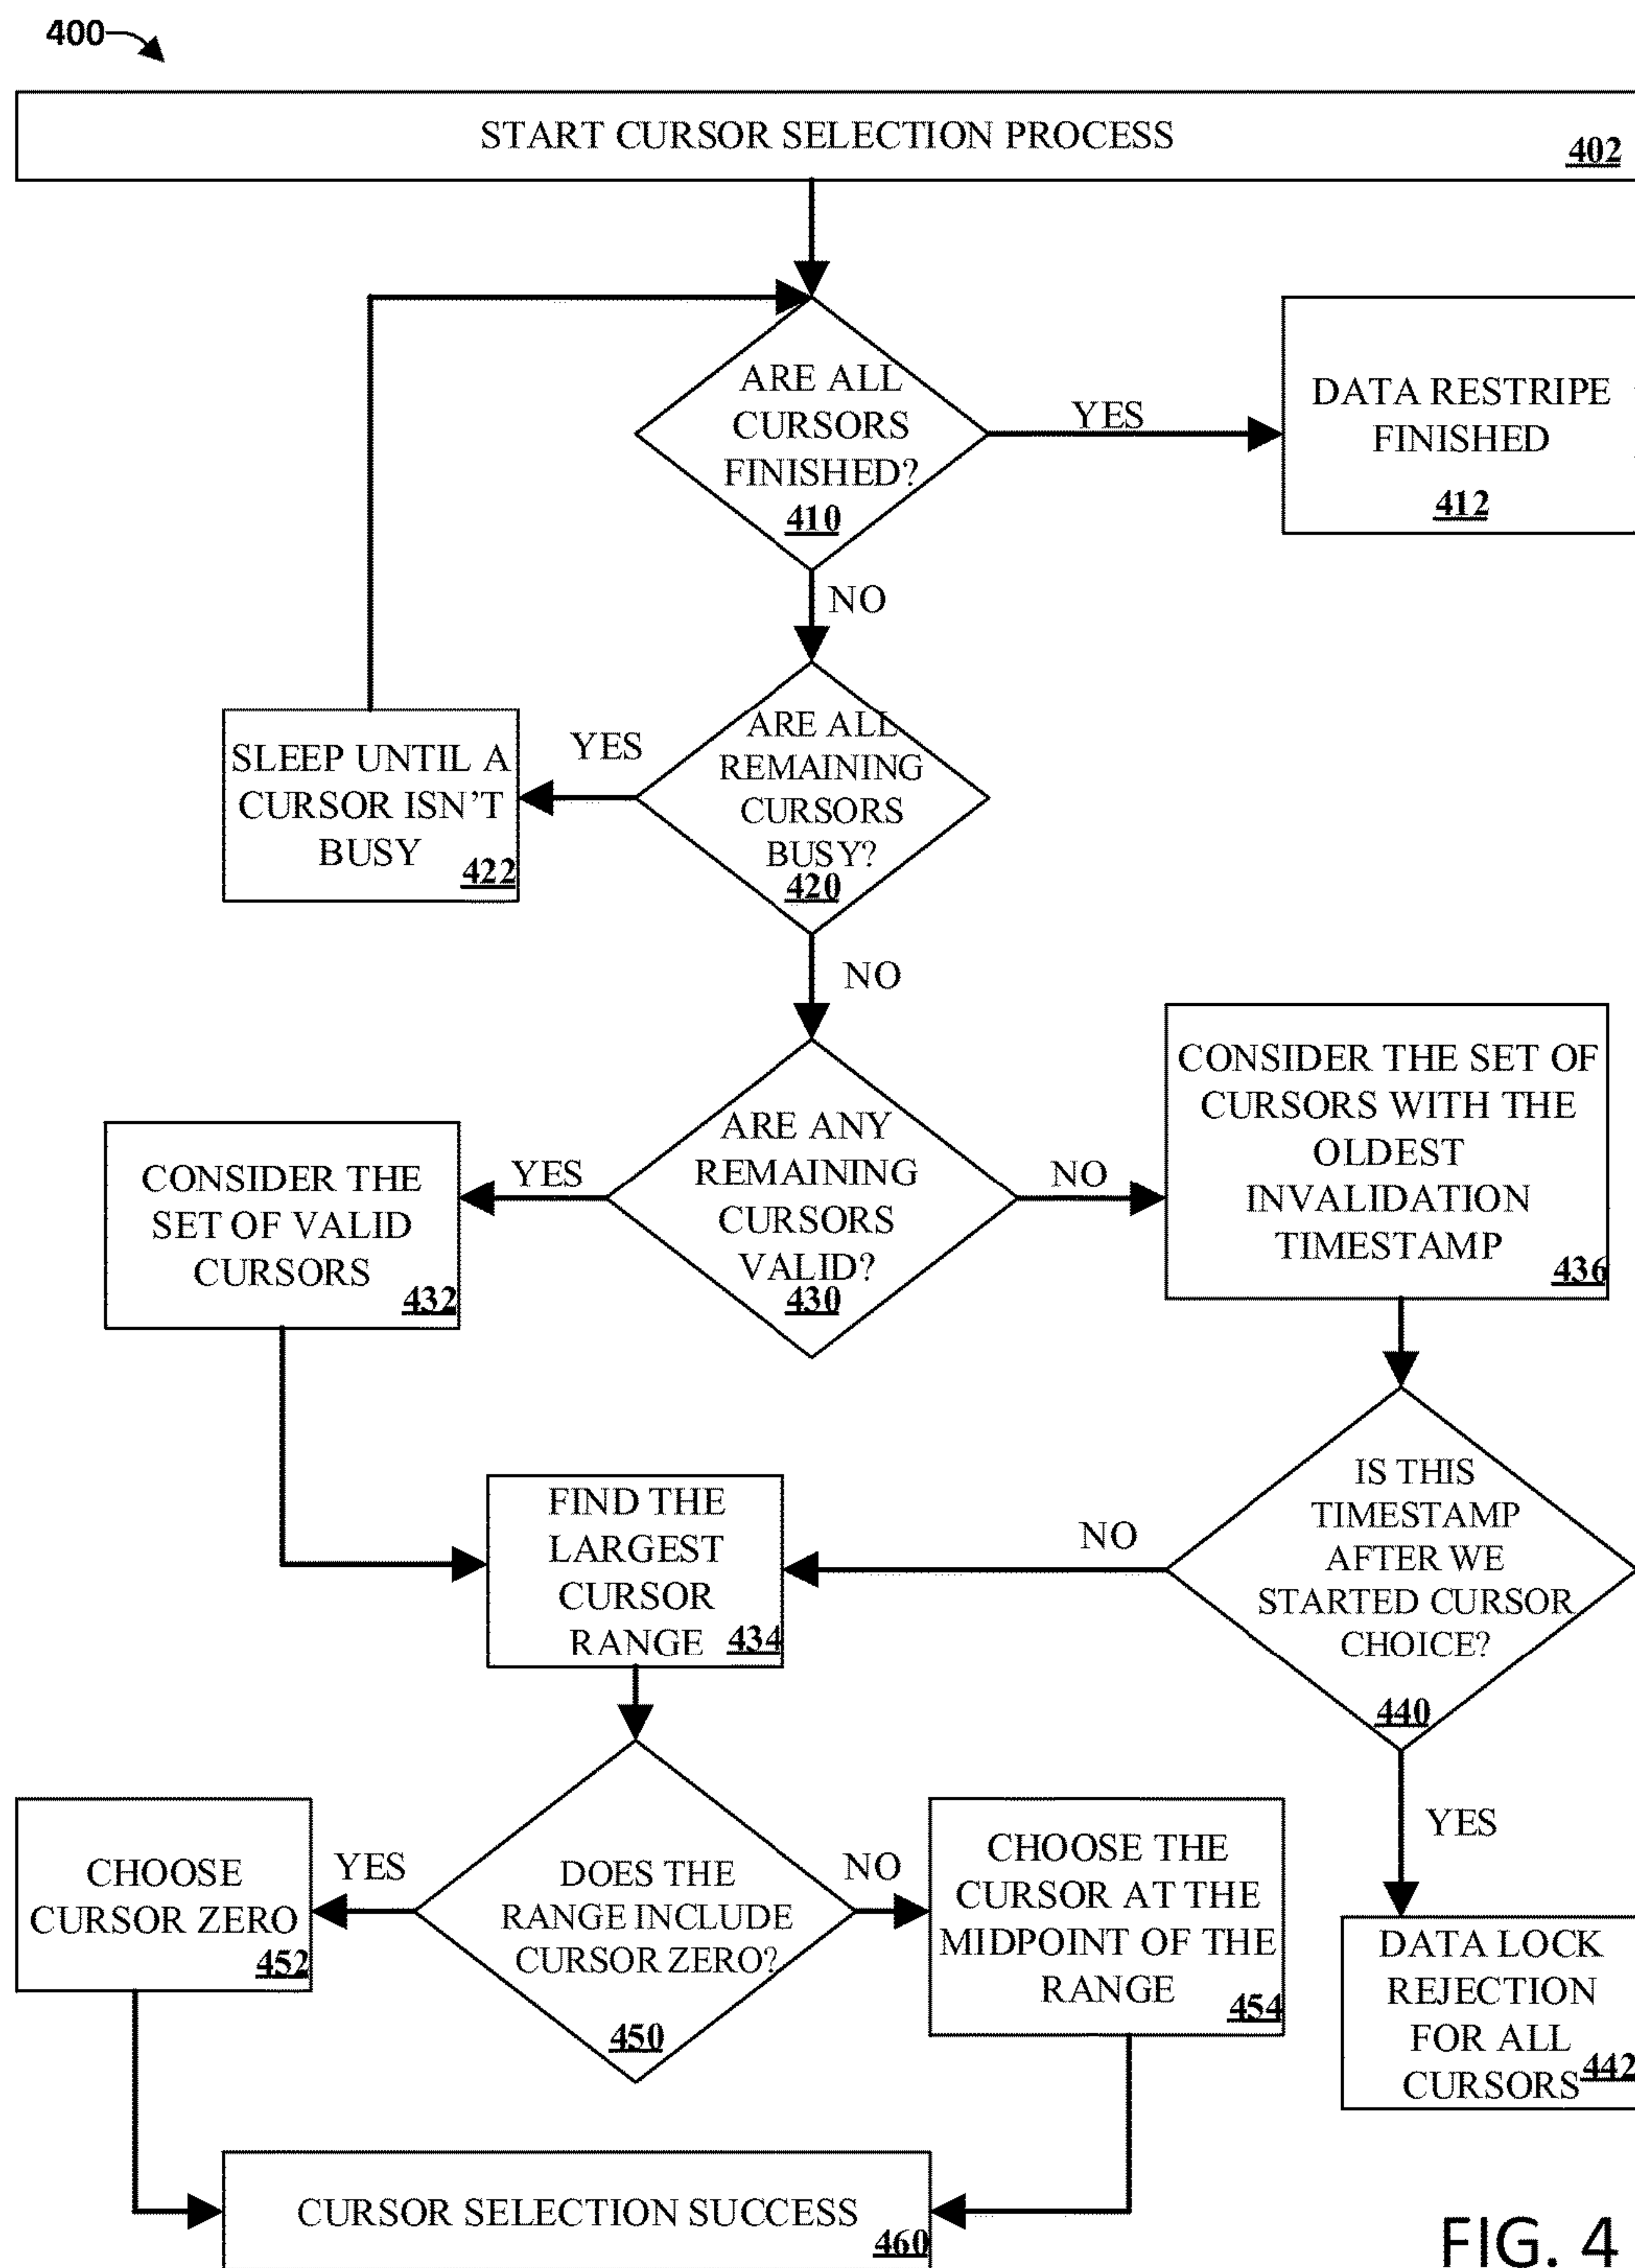 400
START CURSOR SELECTION PROCESS
402
ARE ALL
CURSORS
FINISHED?
410
YES
DATA RESTRIPE
FINISHED
412
NO
ARE ALL
REMAINING
CURSORS
BUSY?
420
YES
SLEEP UNTIL A
CURSOR ISN'T
BUSY
422
NO
ARE ANY
REMAINING
CURSORS
VALID?
430
YES
CONSIDER THE
SET OF VALID
CURSORS
432
NO
CONSIDER THE SET OF
CURSORS WITH THE
OLDEST
INVALIDATION
TIMESTAMP
436
IS THIS
TIMESTAMP
AFTER WE
STARTED CURSOR
CHOICE?
440
NO
FIND THE
LARGEST
CURSOR
RANGE
434
YES
DATA LOCK
REJECTION
FOR ALL
CURSORS
442
DOES THE
RANGE INCLUDE
CURSOR ZERO?
450
YES
CHOOSE
CURSOR ZERO
452
NO
CHOOSE THE
CURSOR AT THE
MIDPOINT OF THE
RANGE
454
CURSOR SELECTION SUCCESS
460
FIG. 4